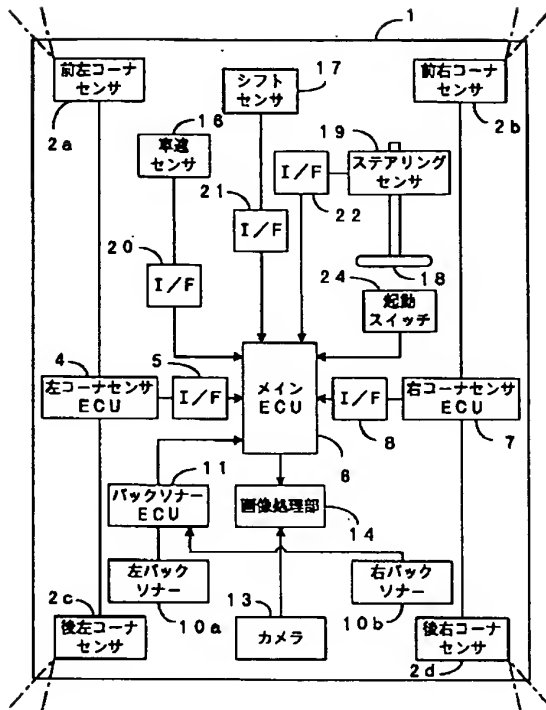 1
前左コーナ
センサ
2a
シフト
センサ
17
前右コーナ
センサ
2b
16
車速
センサ
I/F
21
I/F
22
19
ステアリング
センサ
18
20
I/F
24
起動
スイッチ
4
左コーナセンサ
ECU
5
I/F
メイン
ECU
6
I/F
8
右コーナセンサ
ECU
7
11
バックソナー
ECU
画像処理部
14
左バック
ソナー
10a
右バック
ソナー
10b
2c
後左コーナ
センサ
13
カメラ
後右コーナ
センサ
2d